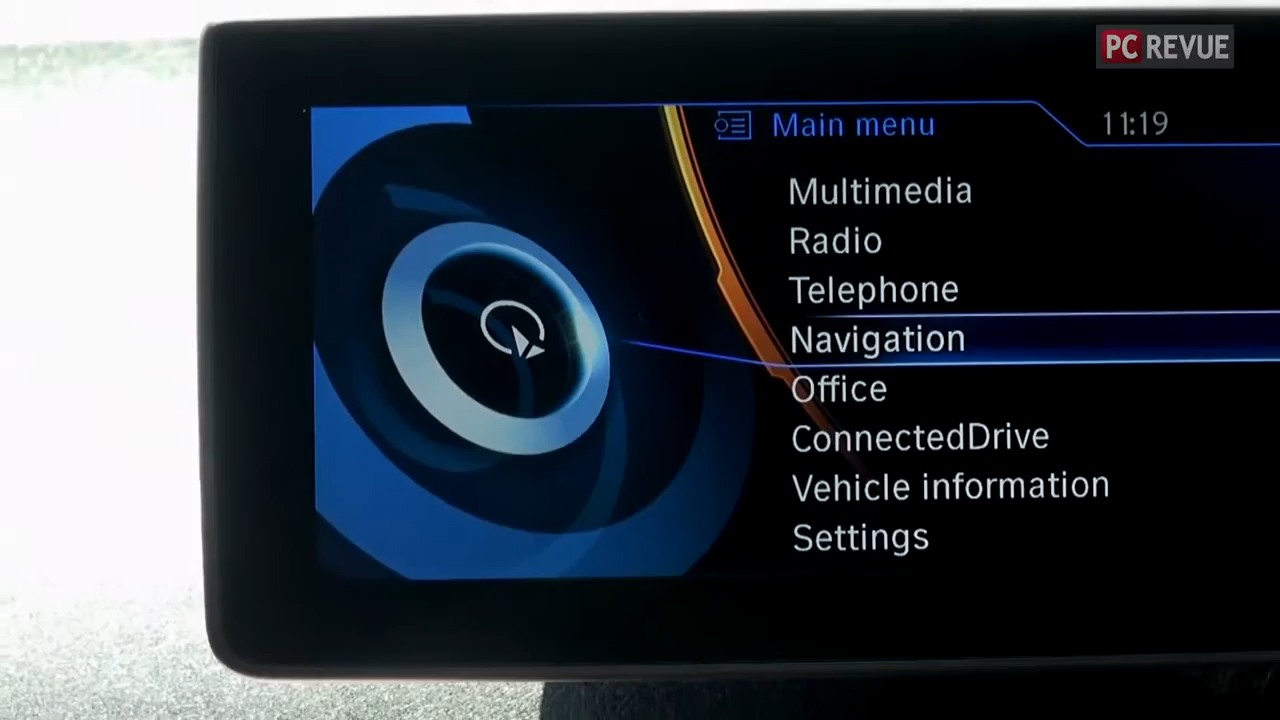 PC REVUE
Main menu 11:19
Multimedia
Radio
Telephone
Navigation
Office
ConnectedDrive
Vehicle information
Settings